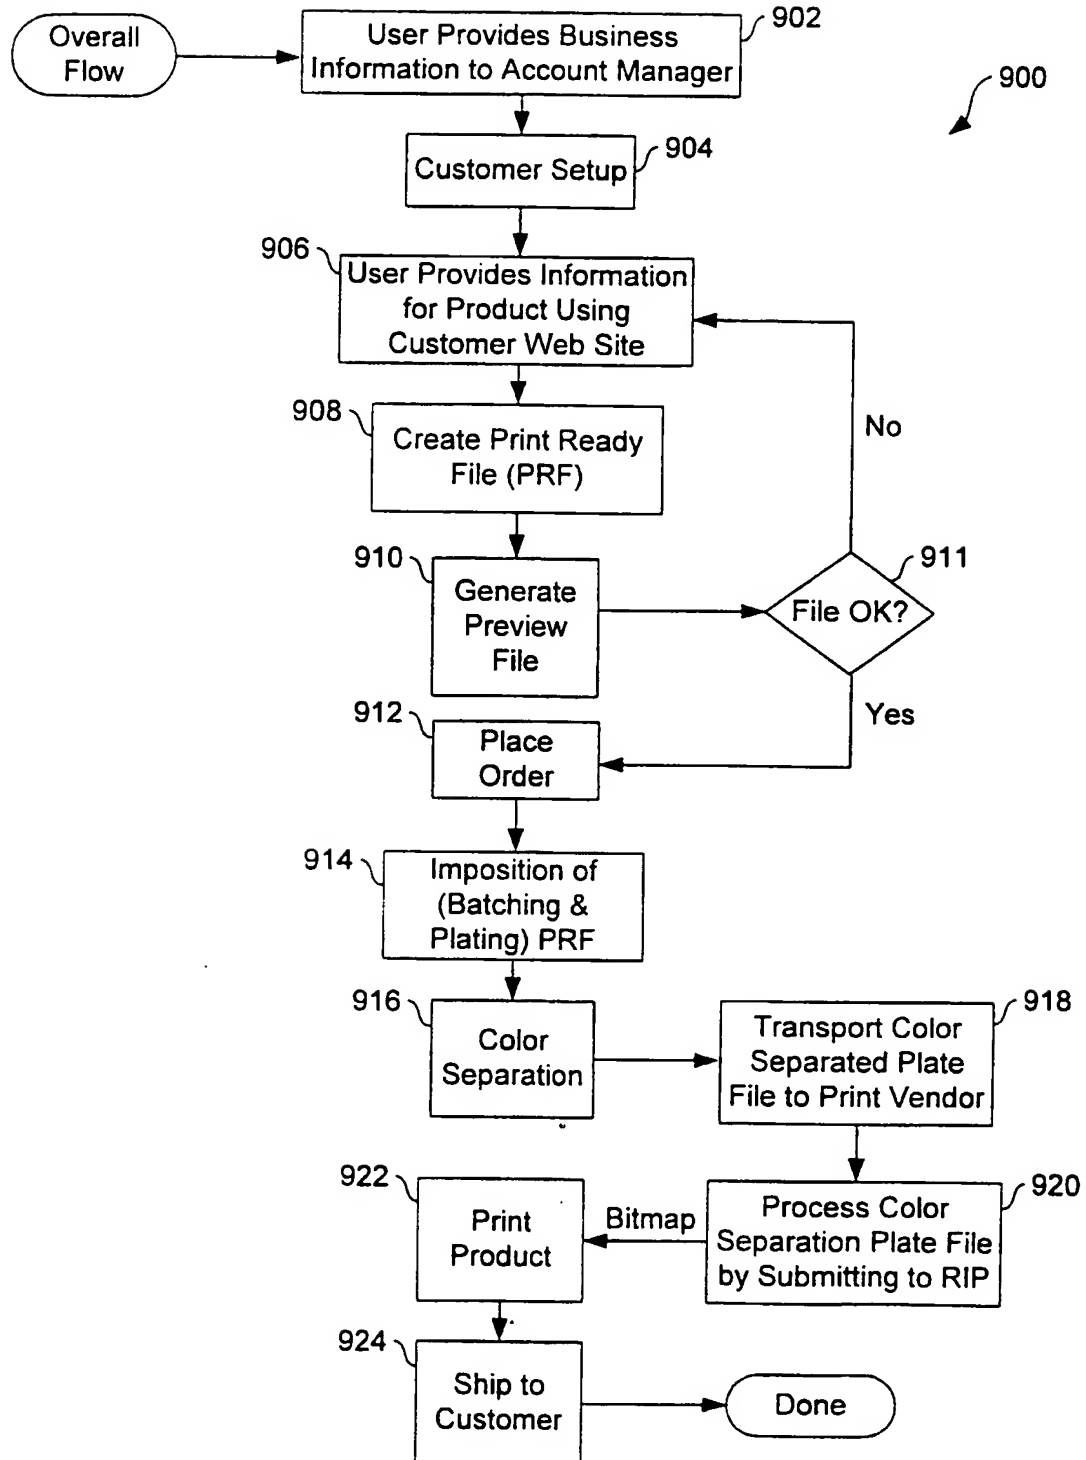 Overall
Flow
User Provides Business
Information to Account Manager
902
900
Customer Setup
904
906
User Provides Information
for Product Using
Customer Web Site
908
Create Print Ready
File (PRF)
No
910
Generate
Preview
File
File OK?
911
Yes
912
Place
Order
914
Imposition of
(Batching &
Plating) PRF
916
Color
Separation
Transport Color
Separated Plate
File to Print Vendor
918
922
Print
Product
Bitmap
Process Color
Separation Plate File
by Submitting to RIP
920
924
Ship to
Customer
Done